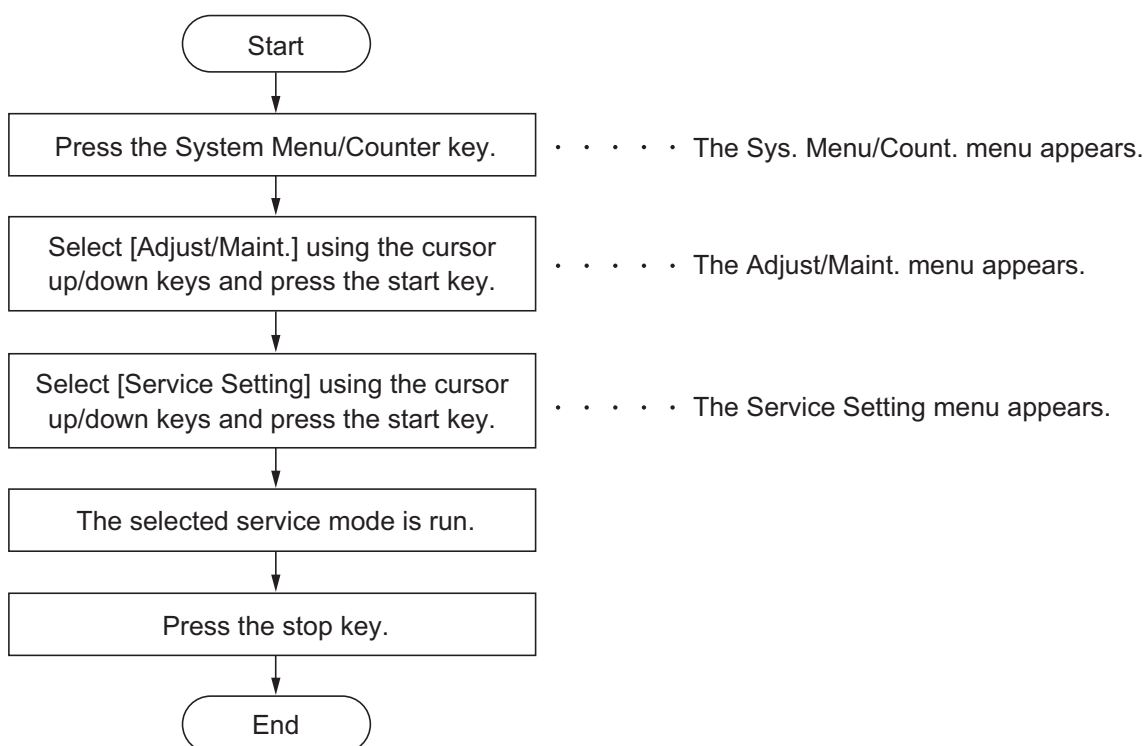 Start
Press the System Menu/Counter key.
· · · · · The Sys. Menu/Count. menu appears.
Select [Adjust/Maint.] using the cursor
up/down keys and press the start key.
· · · · · The Adjust/Maint. menu appears.
Select [Service Setting] using the cursor
up/down keys and press the start key.
· · · · · The Service Setting menu appears.
The selected service mode is run.
Press the stop key.
End